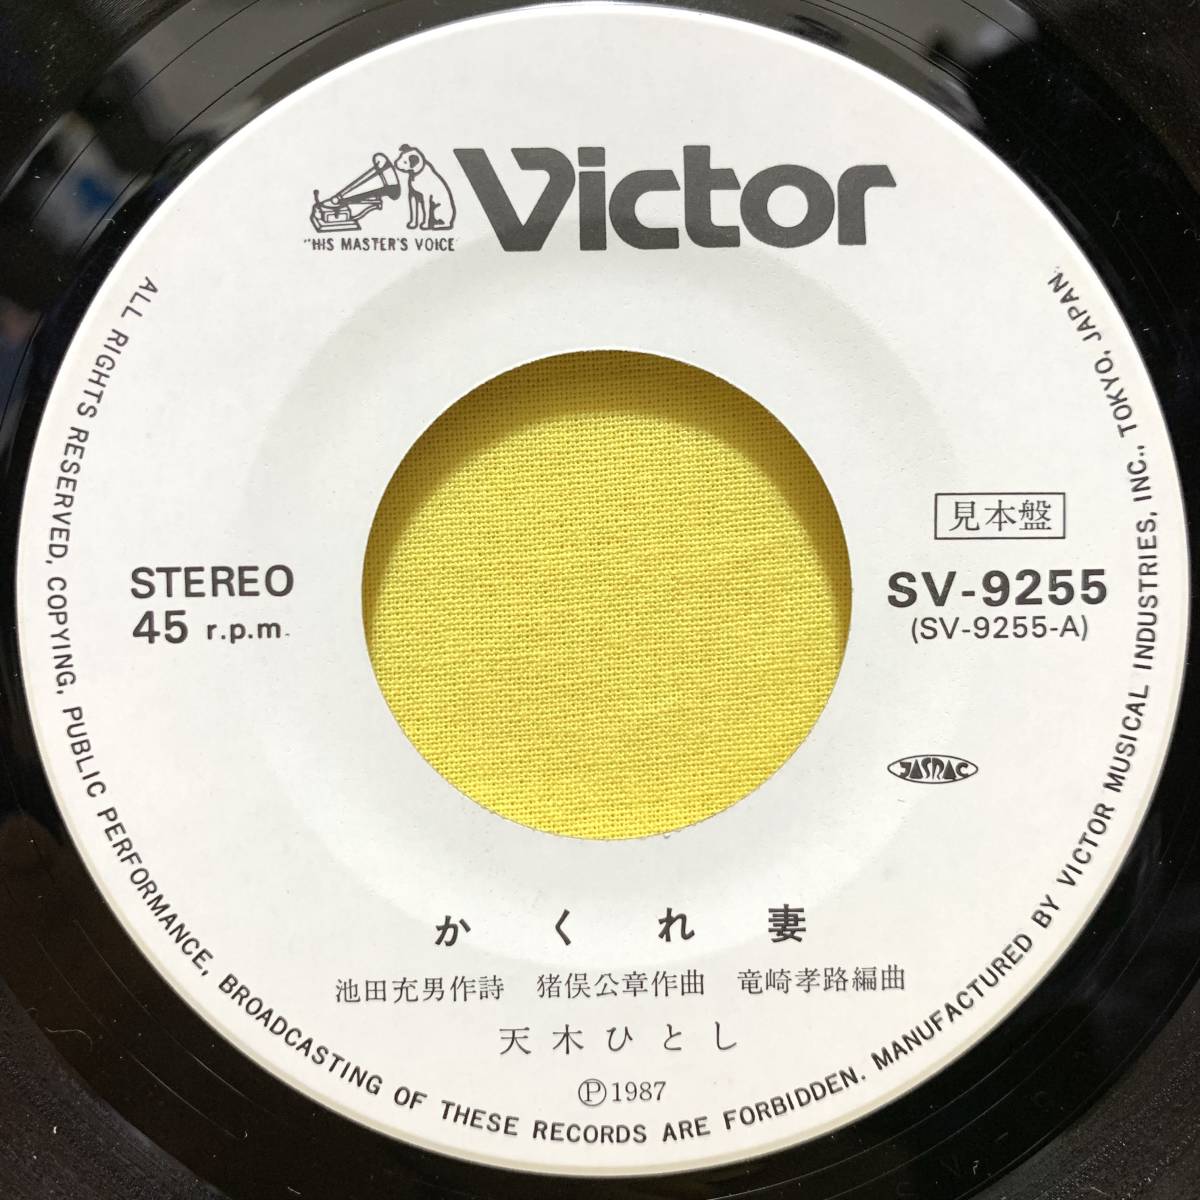 Victor
"HIS MASTER'S VOICE"
見本盤
STEREO
45 r.p.m.
SV-9255
(SV-9255-A)
JASRAC
かくれ妻
池田充男作詩 猪俣公章作曲 竜崎孝路編曲
天木ひとし
Ⓟ1987
ALL RIGHTS RESERVED, COPYING, PUBLIC PERFORMANCE, BROADCASTING OF THESE RECORDS ARE FORBIDDEN. MANUFACTURED BY VICTOR MUSICAL INDUSTRIES, INC., TOKYO, JAPAN